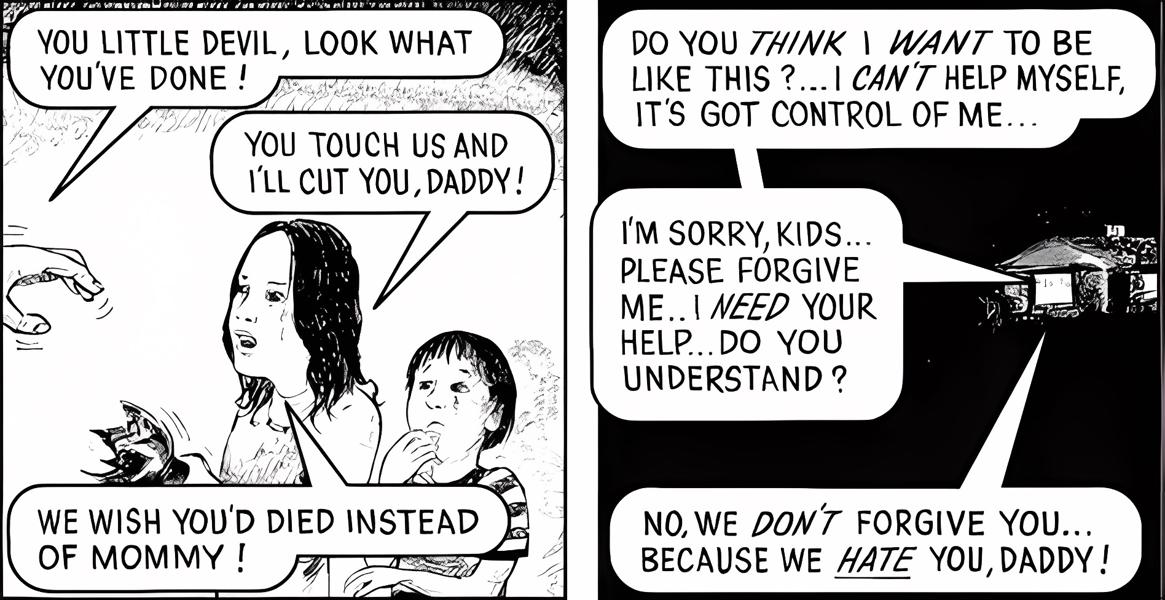 YOU LITTLE DEVIL, LOOK WHAT
YOU'VE DONE!
YOU TOUCH US AND
I'LL CUT YOU, DADDY!
WE WISH YOU'D DIED INSTEAD
OF MOMMY!
DO YOU THINK I WANT TO BE
LIKE THIS?...I CAN'T HELP MYSELF,
IT'S GOT CONTROL OF ME...
I'M SORRY, KIDS...
PLEASE FORGIVE
ME..I NEED YOUR
HELP...DO YOU
UNDERSTAND?
NO, WE DON'T FORGIVE YOU...
BECAUSE WE HATE YOU, DADDY!